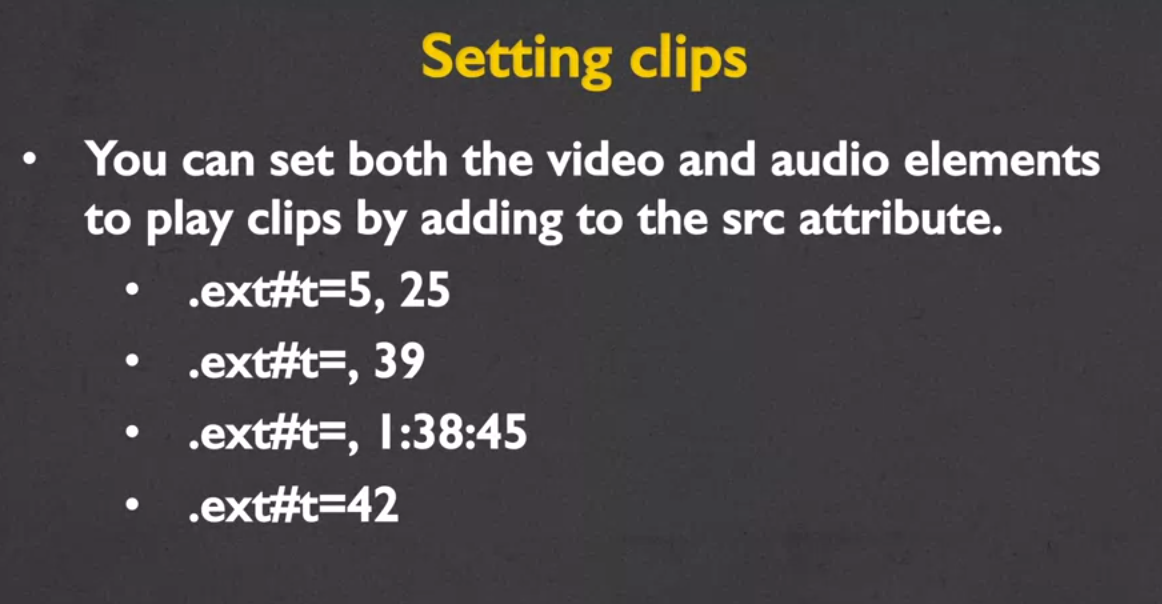 Setting clips
• You can set both the video and audio elements
to play clips by adding to the src attribute.
• .ext#t=5, 25
• .ext#t=, 39
• .ext#t=, 1:38:45
• .ext#t=42